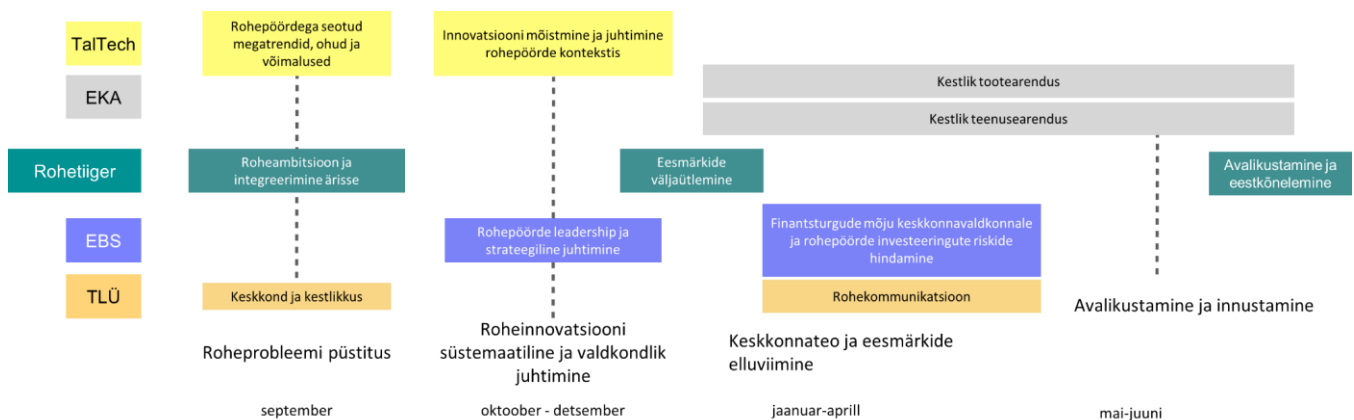 TalTech
Rohepöördega seotud
megatrendid, ohud ja
võimalused
Innovatsiooni mõistmine ja juhtimine
rohepöörde kontekstis
EKA
Kestlik tootearendus
Kestlik teenusearendus
Rohetiiger
Roheambitsioon ja
integreerimine ärisse
Eesmärkide
väljaütlemine
Avalikustamine ja
eestkõnelemine
EBS
Rohepöörde leadership ja
strateegiline juhtimine
Finantsturgude mõju keskkonnavaldkonnale
ja rohepöörde investeeringute riskide
hindamine
TLÜ
Keskkond ja kestlikkus
Rohekommunikatsioon
Roheprobleemi püstitus
Roheinnovatsiooni
süstemaatiline ja valdkondlik
juhtimine
Keskkonnateo ja eesmärkide
elluviimine
Avalikustamine ja innustamine
september
oktoober - detsember
jaanuar-aprill
mai-juuni